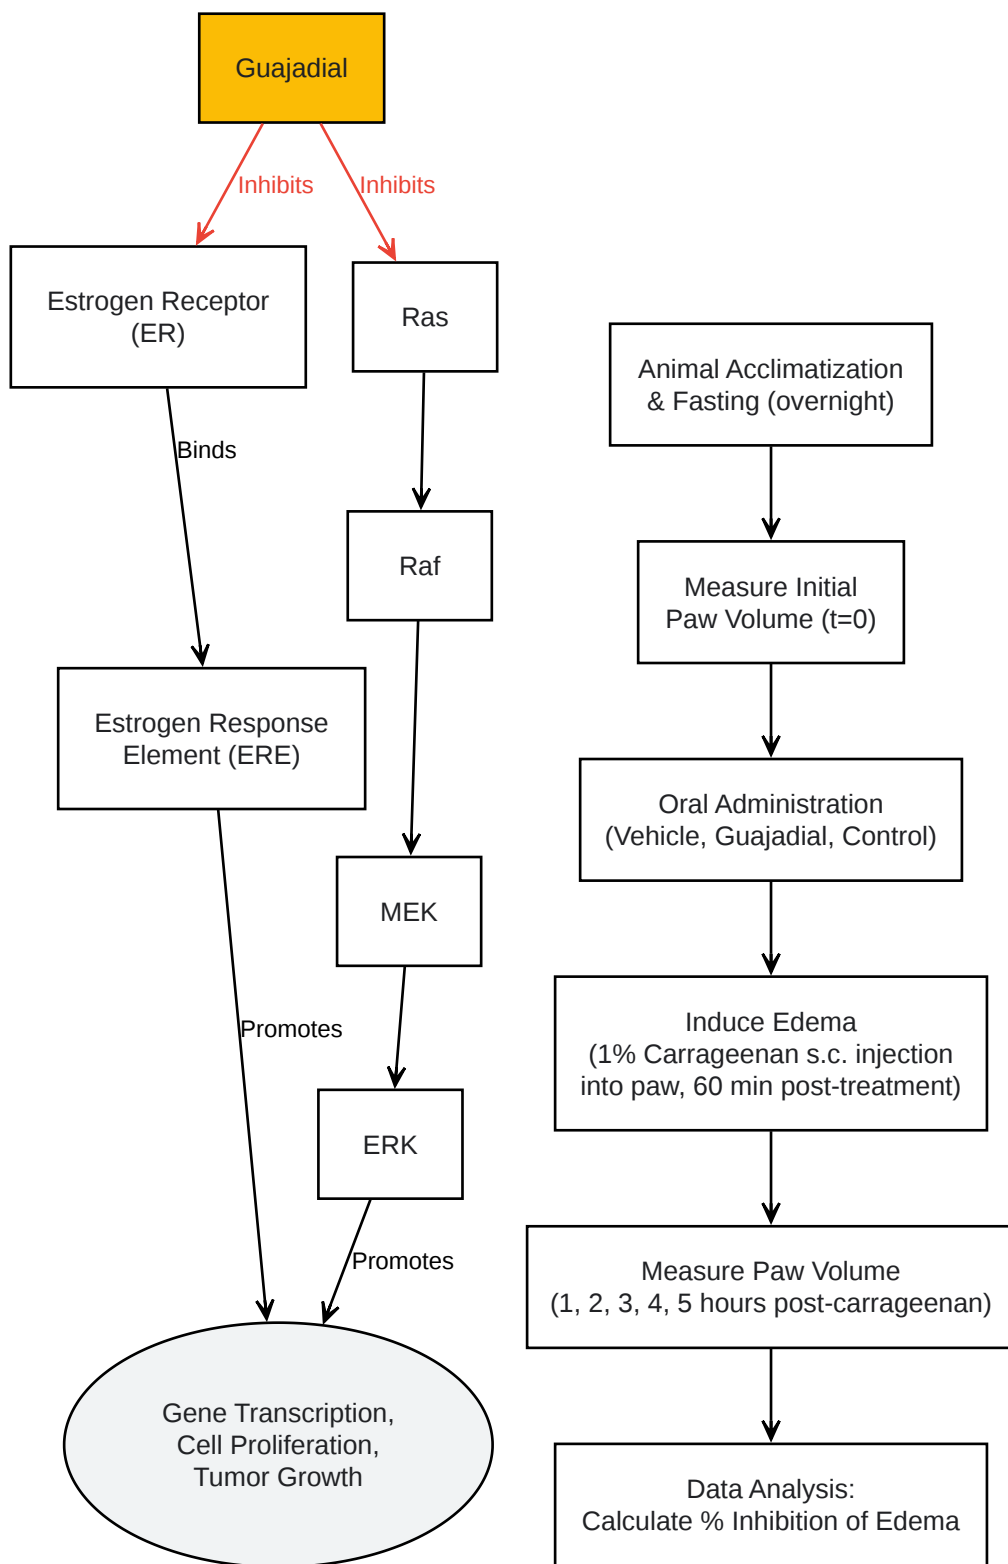 Guajadial
Inhibits
Inhibits
Estrogen Receptor
(ER)
Ras
Binds
Raf
Estrogen Response
Element (ERE)
MEK
Promotes
ERK
Promotes
Gene Transcription,
Cell Proliferation,
Tumor Growth
Animal Acclimatization
& Fasting (overnight)
Measure Initial
Paw Volume (t=0)
Oral Administration
(Vehicle, Guajadial, Control)
Induce Edema
(1% Carrageenan s.c. injection
into paw, 60 min post-treatment)
Measure Paw Volume
(1, 2, 3, 4, 5 hours post-carrageenan)
Data Analysis:
Calculate % Inhibition of Edema